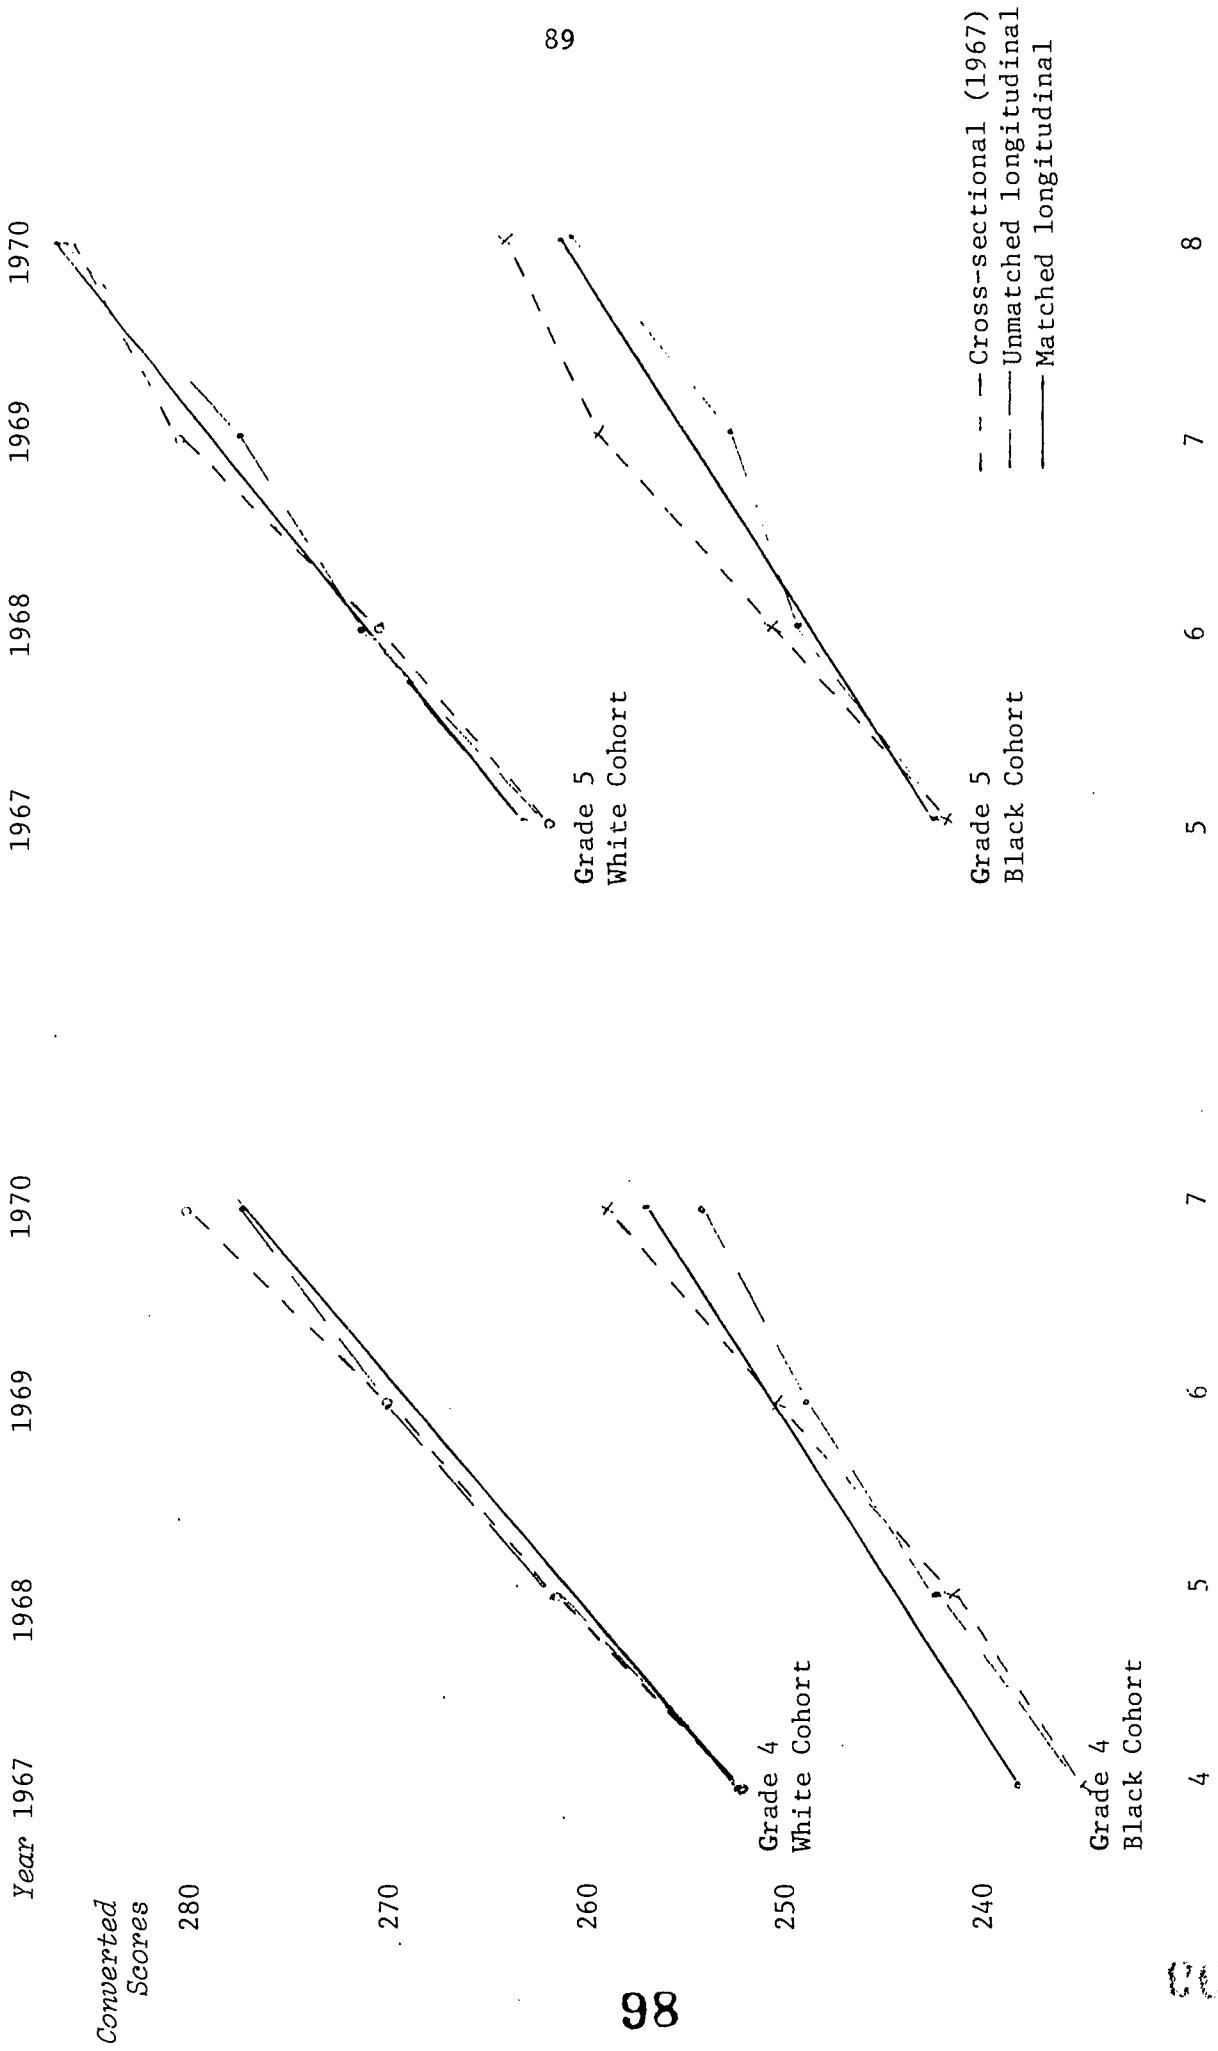 89
Year 1967 1968 1969 1970 1967 1968 1969 1970
Converted
Scores
280
270
260
250
240
Grade 4
White Cohort
Grade 4
Black Cohort
Grade 5
White Cohort
Grade 5
Black Cohort
Cross-sectional (1967)
Unmatched longitudinal
Matched longitudinal
4 5 6 7 5 6 7 8
98